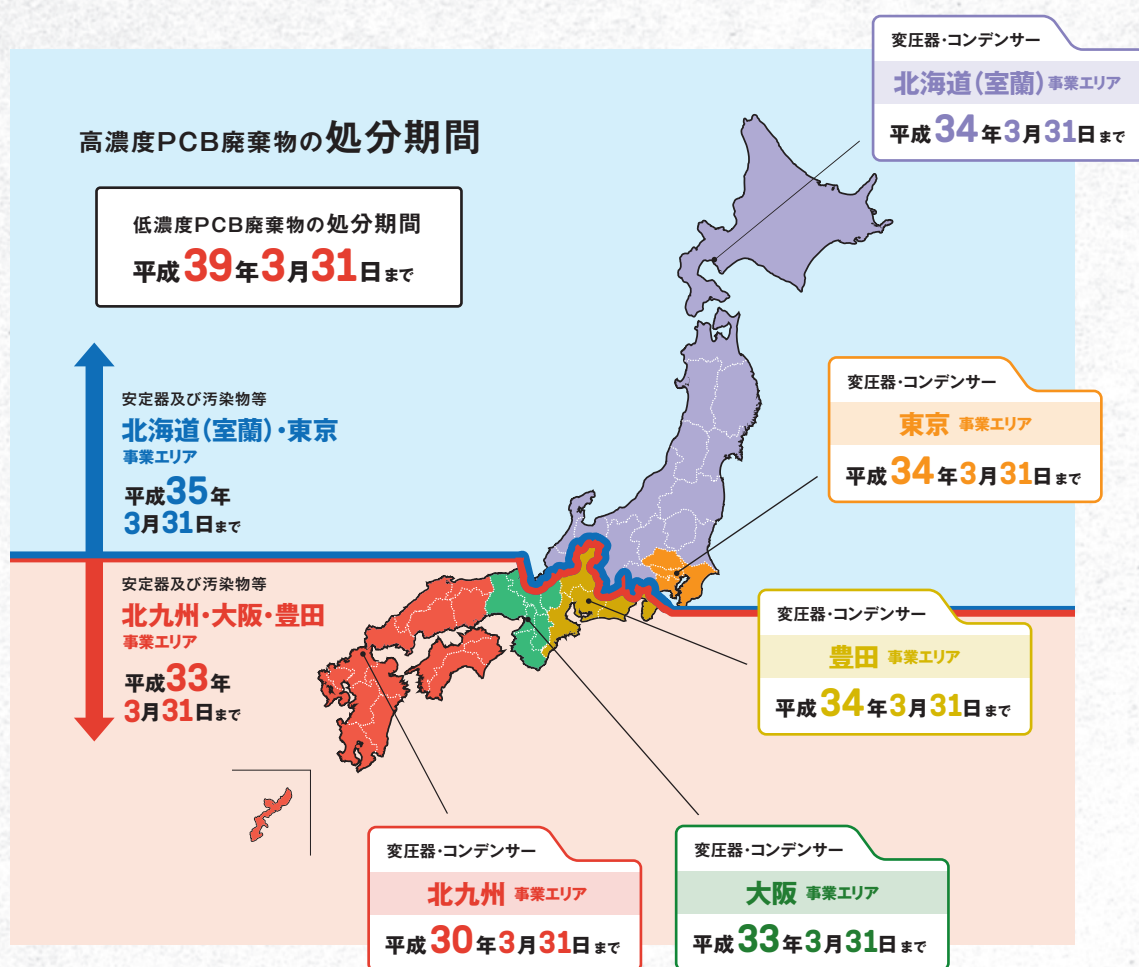 変圧器・コンデンサー
北海道(室蘭)事業エリア
平成34年3月31日まで
高濃度PCB廃棄物の処分期間
低濃度PCB廃棄物の処分期間
平成39年3月31日まで
安定器及び汚染物等
北海道(室蘭)・東京
事業エリア
平成35年
3月31日まで
変圧器・コンデンサー
東京 事業エリア
平成34年3月31日まで
安定器及び汚染物等
北九州・大阪・豊田
事業エリア
平成33年
3月31日まで
変圧器・コンデンサー
豊田 事業エリア
平成34年3月31日まで
変圧器・コンデンサー
北九州 事業エリア
平成30年3月31日まで
変圧器・コンデンサー
大阪 事業エリア
平成33年3月31日まで